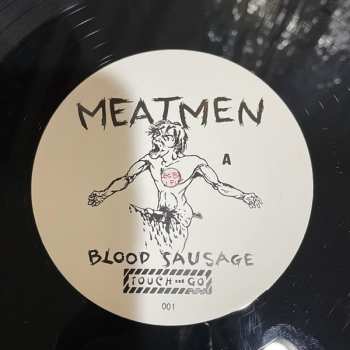 MEATMEN
A
BLOOD SAUSAGE
TOUCH AND GO
001